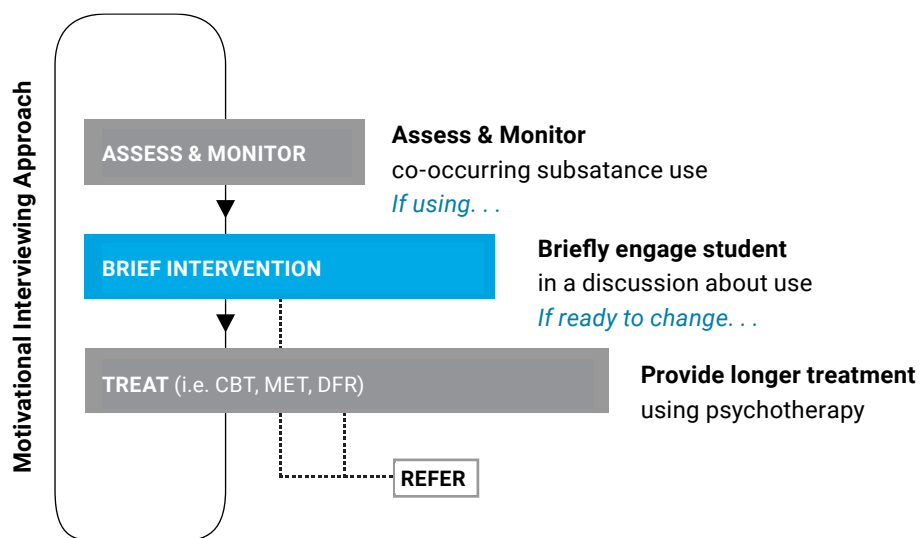 Motivational Interviewing Approach
ASSESS & MONITOR
Assess & Monitor
co-occurring subsatance use
If using. . .
BRIEF INTERVENTION
Briefly engage student
in a discussion about use
If ready to change. . .
TREAT (i.e. CBT, MET, DFR)
Provide longer treatment
using psychotherapy
REFER